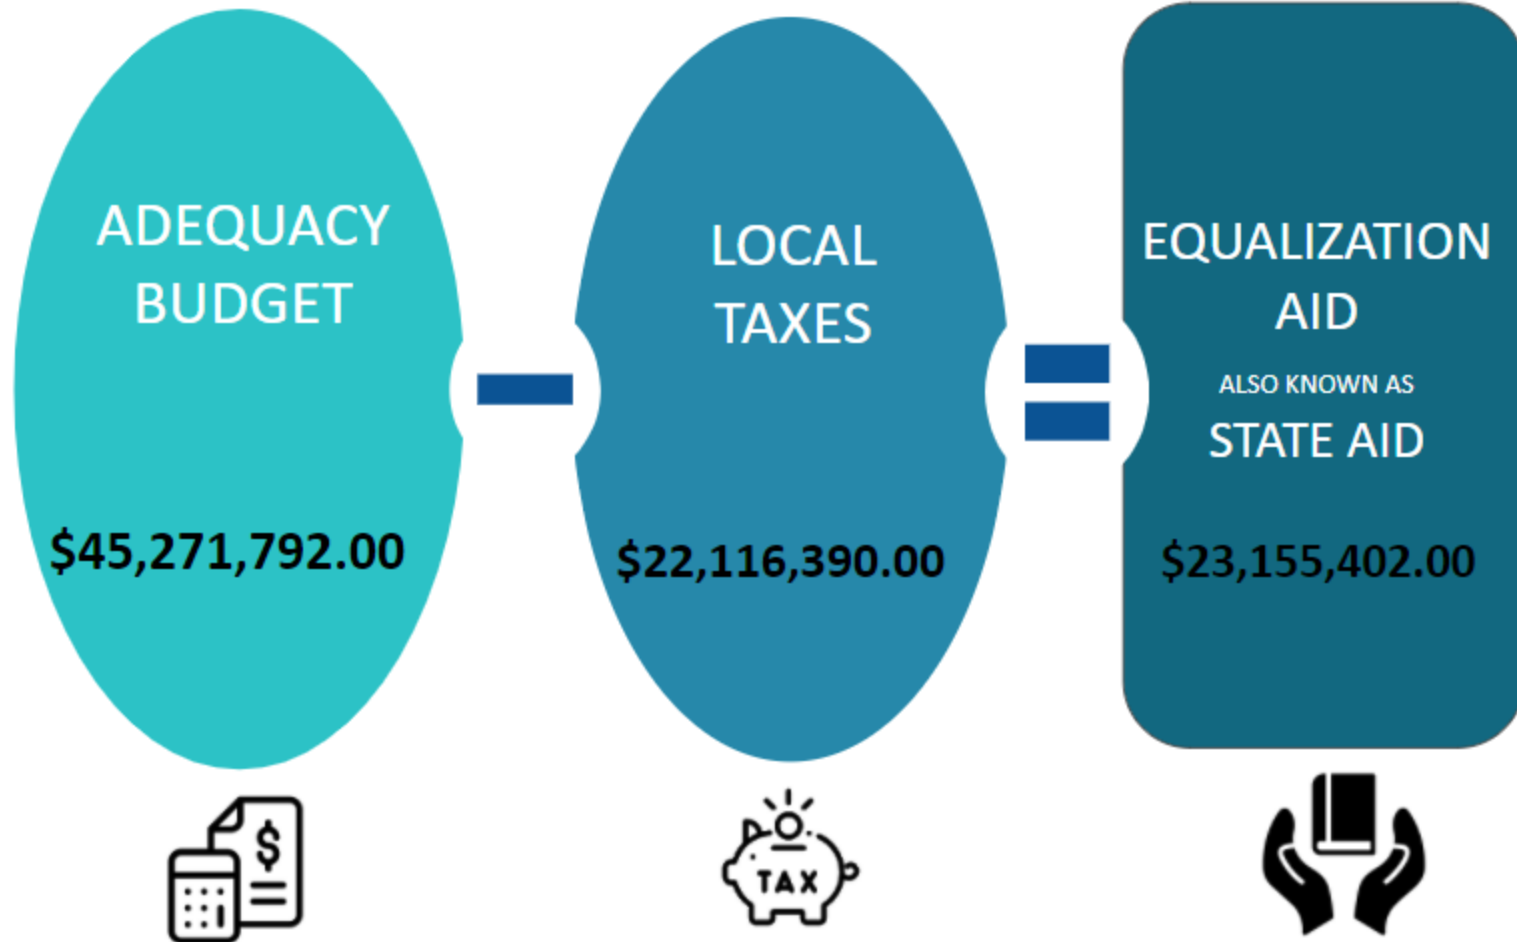 ADEQUACY
BUDGET
$45,271,792.00
LOCAL
TAXES
$22,116,390.00
EQUALIZATION
AID
ALSO KNOWN AS
STATE AID
$23,155,402.00
$
TAX